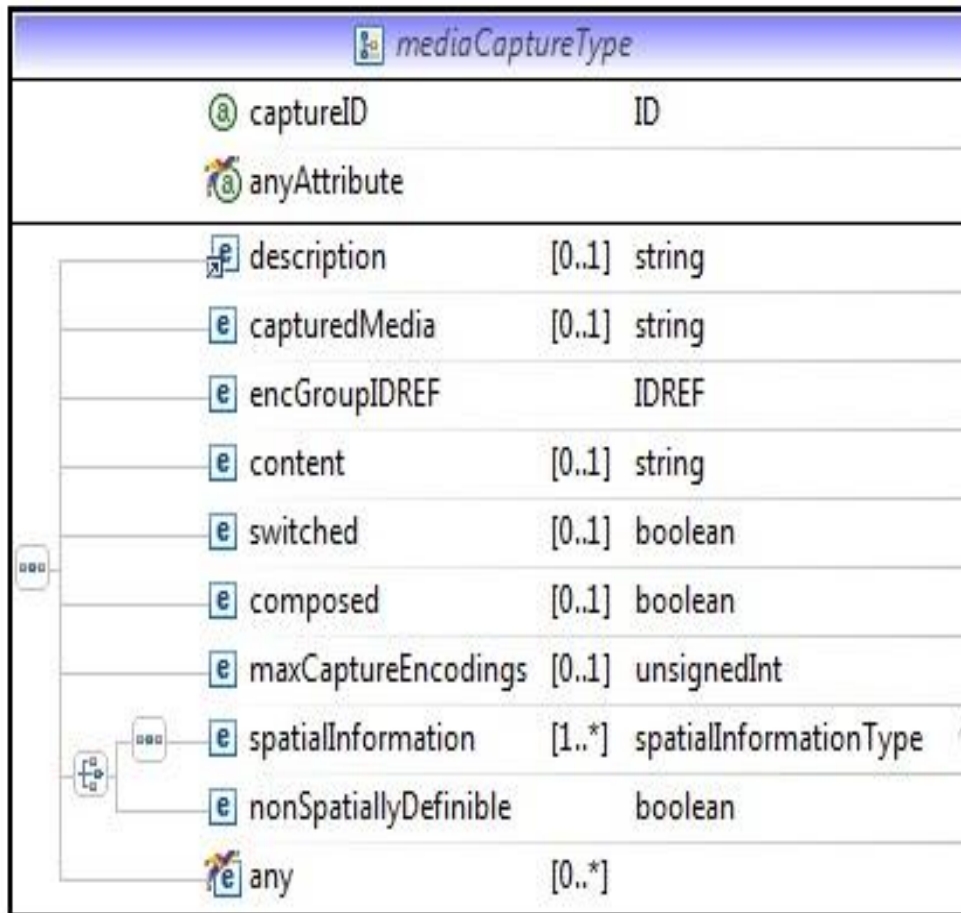 mediaCaptureType
a captureID ID
a anyAttribute
e description [0..1] string
e capturedMedia [0..1] string
e encGroupIDREF IDREF
e content [0..1] string
e switched [0..1] boolean
e composed [0..1] boolean
e maxCaptureEncodings [0..1] unsignedInt
e spatialInformation [1..*] spatialInformationType
e nonSpatiallyDefinible boolean
e any [0..*]